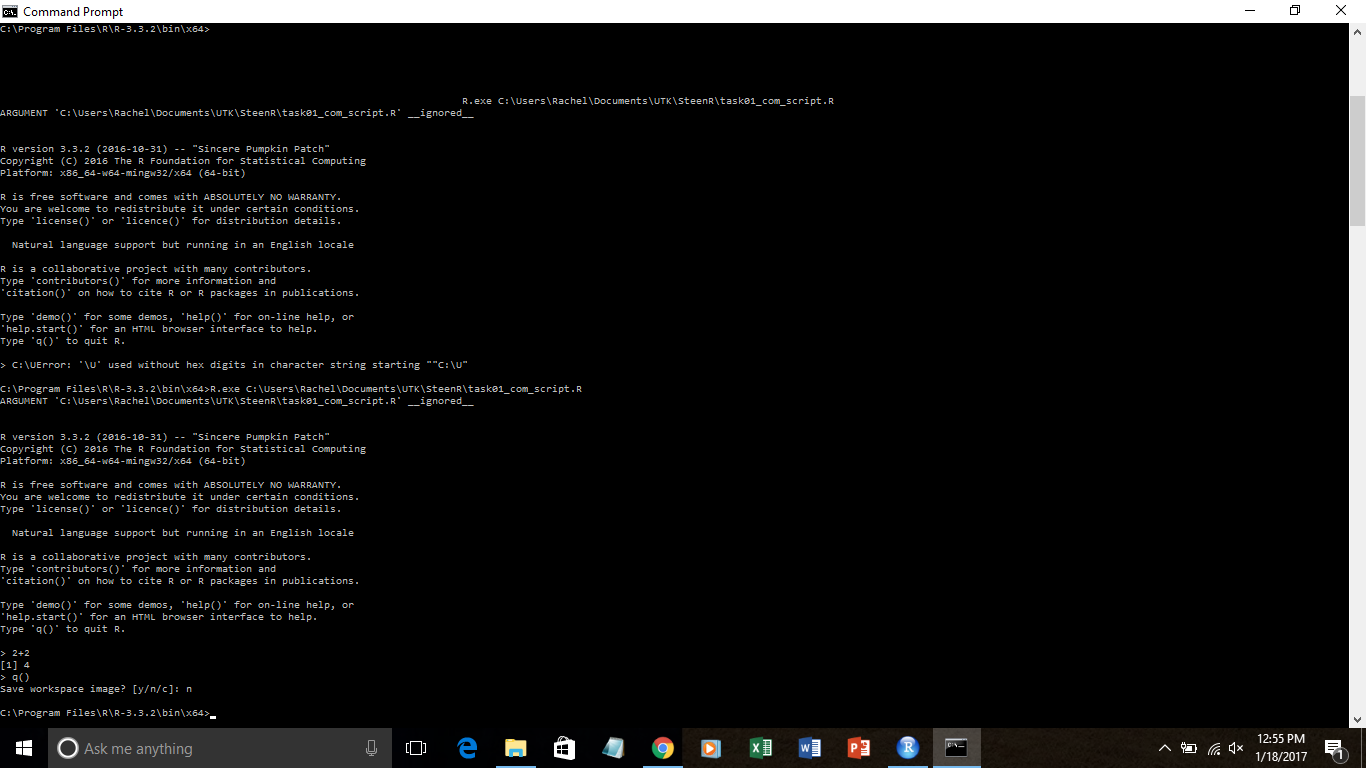 Command Prompt
C:\Program Files\R\R-3.3.2\bin\x64>
R.exe C:\Users\Rachel\Documents\UTK\SteenR\task01_com_script.R
ARGUMENT 'C:\Users\Rachel\Documents\UTK\SteenR\task01_com_script.R' __ignored__
R version 3.3.2 (2016-10-31) -- "Sincere Pumpkin Patch"
Copyright (C) 2016 The R Foundation for Statistical Computing
Platform: x86_64-w64-mingw32/x64 (64-bit)
R is free software and comes with ABSOLUTELY NO WARRANTY.
You are welcome to redistribute it under certain conditions.
Type 'license()' or 'licence()' for distribution details.
Natural language support but running in an English locale
R is a collaborative project with many contributors.
Type 'contributors()' for more information and
'citation()' on how to cite R or R packages in publications.
Type 'demo()' for some demos, 'help()' for on-line help, or
'help.start()' for an HTML browser interface to help.
Type 'q()' to quit R.
> C:\UError: '\U' used without hex digits in character string starting ""C:\U"
C:\Program Files\R\R-3.3.2\bin\x64>R.exe C:\Users\Rachel\Documents\UTK\SteenR\task01_com_script.R
ARGUMENT 'C:\Users\Rachel\Documents\UTK\SteenR\task01_com_script.R' __ignored__
R version 3.3.2 (2016-10-31) -- "Sincere Pumpkin Patch"
Copyright (C) 2016 The R Foundation for Statistical Computing
Platform: x86_64-w64-mingw32/x64 (64-bit)
R is free software and comes with ABSOLUTELY NO WARRANTY.
You are welcome to redistribute it under certain conditions.
Type 'license()' or 'licence()' for distribution details.
Natural language support but running in an English locale
R is a collaborative project with many contributors.
Type 'contributors()' for more information and
'citation()' on how to cite R or R packages in publications.
Type 'demo()' for some demos, 'help()' for on-line help, or
'help.start()' for an HTML browser interface to help.
Type 'q()' to quit R.
> 2+2
[1] 4
> q()
Save workspace image? [y/n/c]: n
C:\Program Files\R\R-3.3.2\bin\x64>
Ask me anything
12:55 PM
1/18/2017
1